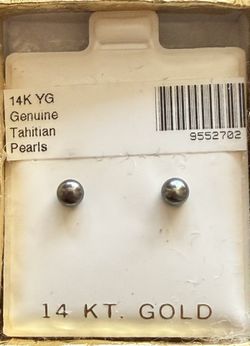 14K YG
Genuine
Tahitian
Pearls
9552702
14 KT. GOLD